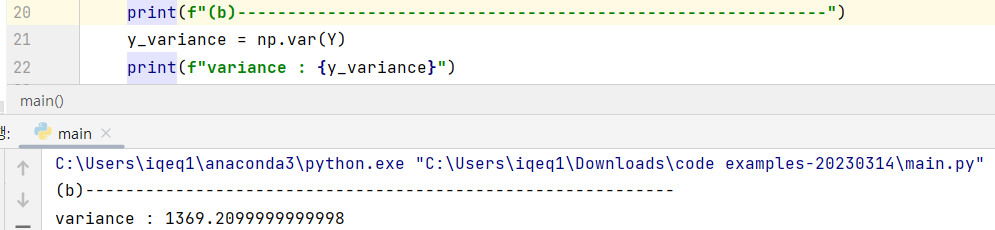 20 print(f"(b)-----------------------------------------------------------")
21 y_variance = np.var(Y)
22 print(f"variance : {y_variance}")
main()
행: main ×
C:\Users\iqeq1\anaconda3\python.exe "C:\Users\iqeq1\Downloads\code examples-20230314\main.py"
(b)-----------------------------------------------------------
variance : 1369.2099999999998